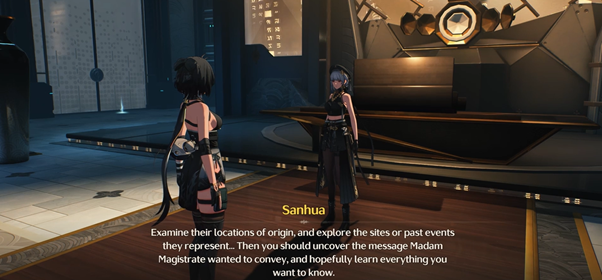 Sanhua
Examine their locations of origin, and explore the sites or past events
they represent... Then you should uncover the message Madam
Magistrate wanted to convey, and hopefully learn everything you
want to know.